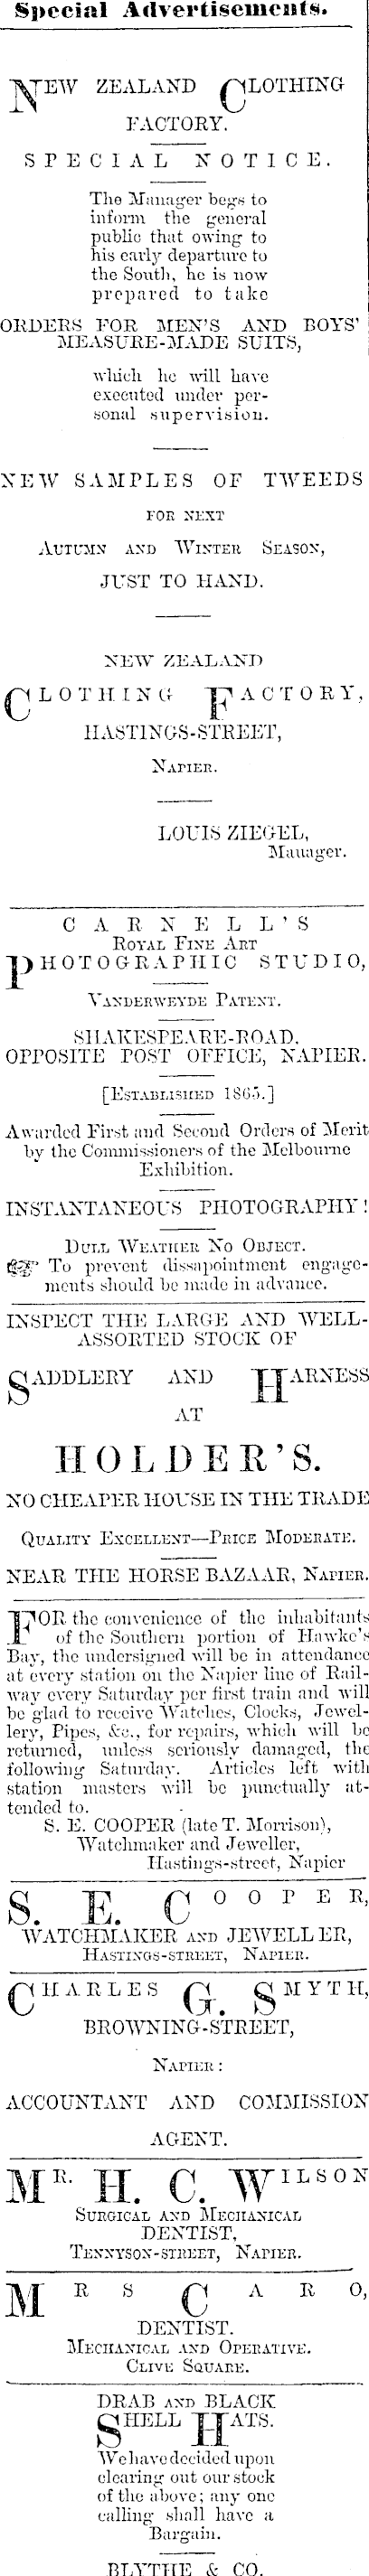 Special Advertisements.
NEW ZEALAND CLOTHING
FACTORY.
SPECIAL NOTICE.
The Manager begs to
inform the general
public that owing to
his early departure to
the South, he is now
prepared to take
ORDERS FOR MEN'S AND BOYS'
MEASURE-MADE SUITS,
which he will have
executed under per-
sonal supervision.
NEW SAMPLES OF TWEEDS
FOR NEXT
AUTUMN AND WINTER SEASON,
JUST TO HAND.
NEW ZEALAND
CLOTHING FACTORY,
HASTINGS-STREET,
NAPIER.
LOUIS ZIEGEL,
Manager.
CARNELL'S
ROYAL FINE ART
PHOTOGRAPHIC STUDIO,
VANDERWEYDE PATENT.
SHAKESPEARE-ROAD.
OPPOSITE POST OFFICE, NAPIER.
[ESTABLISHED 1865.]
Awarded First and Second Orders of Merit
by the Commissioners of the Melbourne
Exhibition.
INSTANTANEOUS PHOTOGRAPHY!
DULL WEATHER NO OBJECT.
☞ To prevent dissapointment engage-
ments should be made in advance.
INSPECT THE LARGE AND WELL-
ASSORTED STOCK OF
SADDLERY AND HARNESS
AT
HOLDER'S.
NO CHEAPER HOUSE IN THE TRADE
QUALITY EXCELLENT—PRICE MODERATE.
NEAR THE HORSE BAZAAR, NAPIER.
FOR the convenience of the inhabitants
of the Southern portion of Hawke's
Bay, the undersigned will be in attendance
at every station on the Napier line of Rail-
way every Saturday per first train and will
be glad to receive Watches, Clocks, Jewel-
lery, Pipes, &c., for repairs, which will be
returned, unless seriously damaged, the
following Saturday. Articles left with
station masters will be punctually at-
tended to.
S. E. COOPER (late T. Morrison),
Watchmaker and Jeweller,
Hastings-street, Napier
S. E. COOPER,
WATCHMAKER AND JEWELLER,
HASTINGS-STREET, NAPIER.
CHARLES G. SMYTH,
BROWNING-STREET,
NAPIER:
ACCOUNTANT AND COMMISSION
AGENT.
MR. H. C. WILSON
SURGICAL AND MECHANICAL
DENTIST,
TENNYSON-STREET, NAPIER.
MRS CARO,
DENTIST.
MECHANICAL AND OPERATIVE.
CLIVE SQUARE.
DRAB AND BLACK
SHELL HATS.
We have decided upon
clearing out our stock
of the above; any one
calling shall have a
Bargain.
BLYTHE & CO.